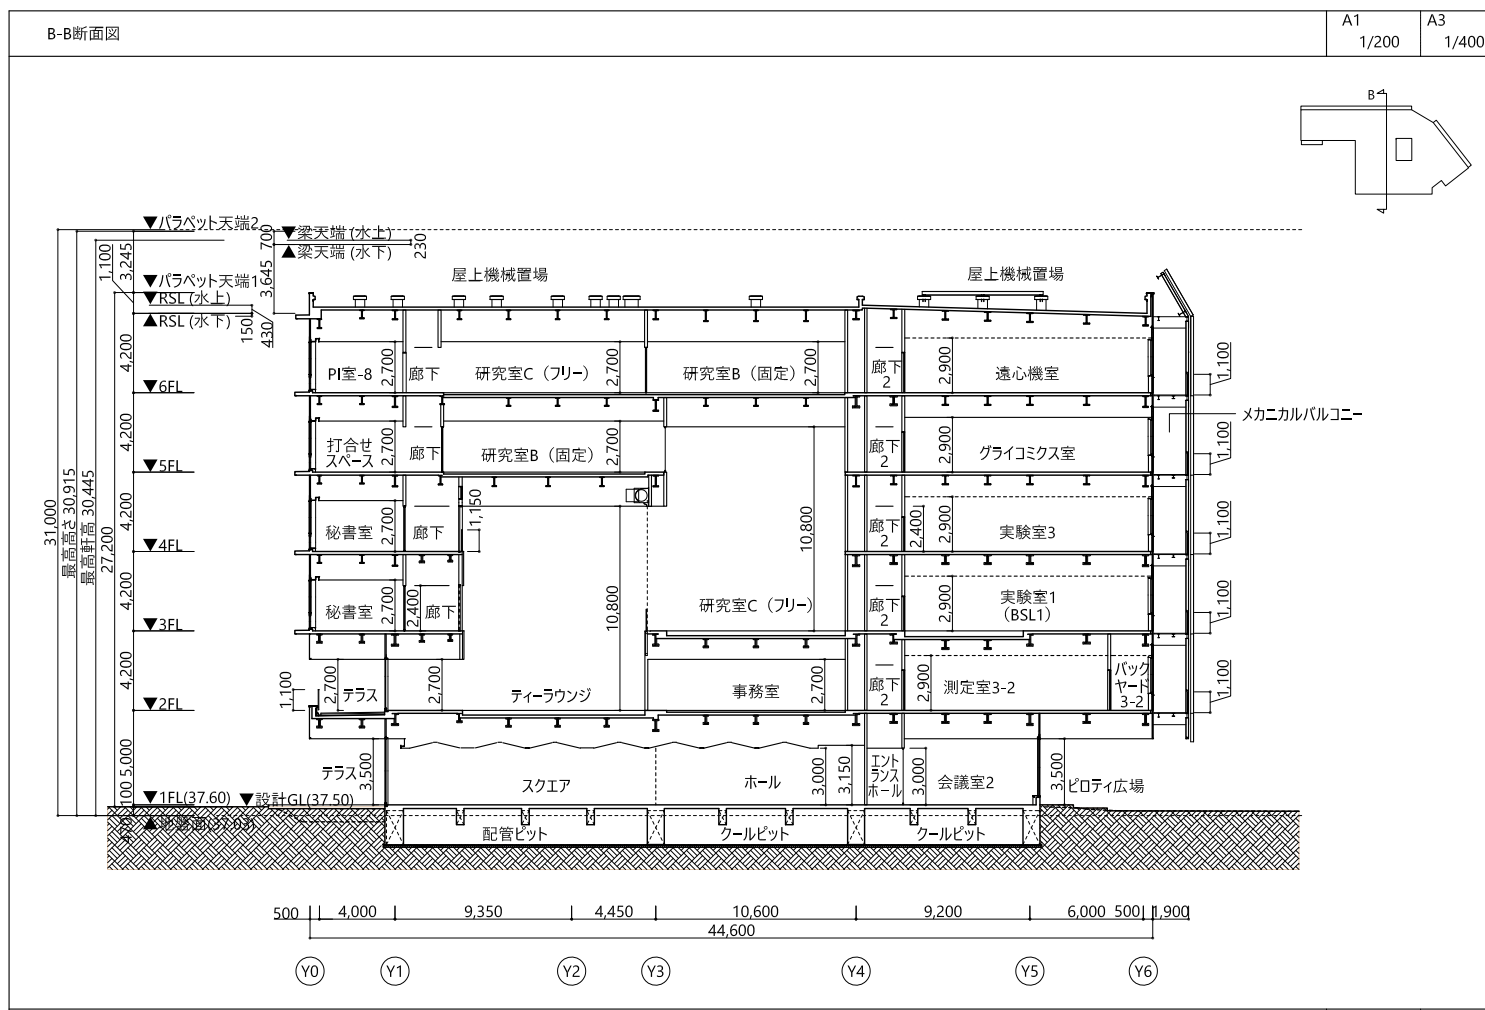 B-B断面図
A1
1/200
A3
1/400
B
▼パラペット天端2
▼梁天端 (水上)
▲梁天端 (水下)
700
230
3,645
1,100
3,245
▼パラペット天端1
▼RSL (水上)
▲RSL (水下)
150
430
屋上機械置場
屋上機械置場
31,000
最高高さ 30,915
最高軒高 30,445
27,200
4,200
4,200
4,200
4,200
4,200
5,000
100
470
▼6FL
▼5FL
▼4FL
▼3FL
▼2FL
▼1FL(37.60)
▼設計GL(37.50)
▲地盤面(37.03)
PI室-8
2,700
廊下
研究室C（フリー）
2,700
研究室B（固定）
2,700
廊下
2
2,900
遠心機室
1,100
メカニカルバルコニー
打合せ
スペース
2,700
廊下
研究室B（固定）
2,700
廊下
2
2,900
グライコミクス室
1,100
秘書室
2,700
廊下
1,150
10,800
廊下
2
2,400
2,900
実験室3
1,100
秘書室
2,700
2,400
廊下
10,800
研究室C（フリー）
廊下
2
2,900
実験室1
（BSL1）
1,100
1,100
2,700
テラス
2,700
ティーラウンジ
事務室
2,700
廊下
2
2,900
測定室3-2
バック
ヤード
3-2
1,100
テラス
3,500
スクエア
ホール
3,000
3,150
エント
ランス
ホール
3,000
会議室2
3,500
ピロティ広場
配管ピット
クールピット
クールピット
500
4,000
9,350
4,450
10,600
9,200
6,000
500
1,900
44,600
Y0
Y1
Y2
Y3
Y4
Y5
Y6